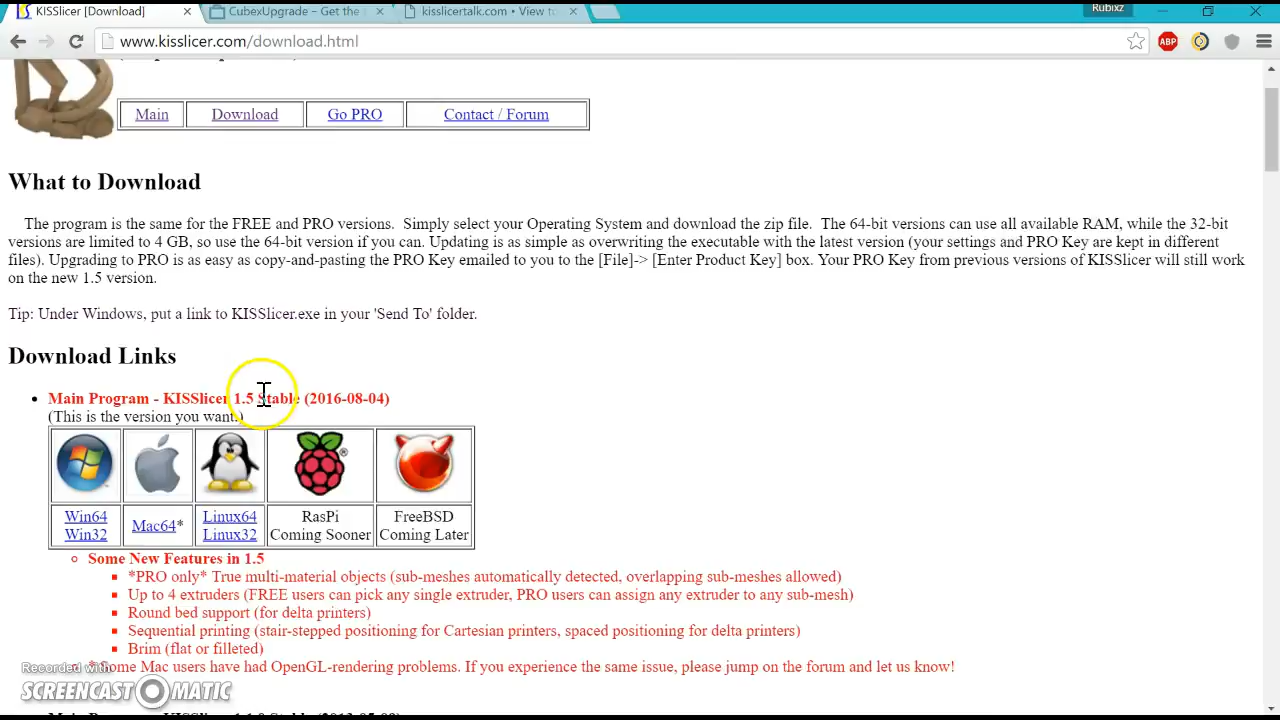 KISSlicer [Download]
CubexUpgrade - Get the
kisslicertalk.com • View to
Rubixz
www.kisslicer.com/download.html
ABP
Main
Download
Go PRO
Contact / Forum
What to Download
The program is the same for the FREE and PRO versions. Simply select your Operating System and download the zip file. The 64-bit versions can use all available RAM, while the 32-bit
versions are limited to 4 GB, so use the 64-bit version if you can. Updating is as simple as overwriting the executable with the latest version (your settings and PRO Key are kept in different
files). Upgrading to PRO is as easy as copy-and-pasting the PRO Key emailed to you to the [File]-> [Enter Product Key] box. Your PRO Key from previous versions of KISSlicer will still work
on the new 1.5 version.
Tip: Under Windows, put a link to KISSlicer.exe in your 'Send To' folder.
Download Links
Main Program - KISSlicer 1.5 Stable (2016-08-04)
(This is the version you want.)
Win64
Win32
Mac64*
Linux64
Linux32
RasPi
Coming Sooner
FreeBSD
Coming Later
Some New Features in 1.5
*PRO only* True multi-material objects (sub-meshes automatically detected, overlapping sub-meshes allowed)
Up to 4 extruders (FREE users can pick any single extruder, PRO users can assign any extruder to any sub-mesh)
Round bed support (for delta printers)
Sequential printing (stair-stepped positioning for Cartesian printers, spaced positioning for delta printers)
Brim (flat or filleted)
*Some Mac users have had OpenGL-rendering problems. If you experience the same issue, please jump on the forum and let us know!
Recorded with
SCREENCAST MATIC